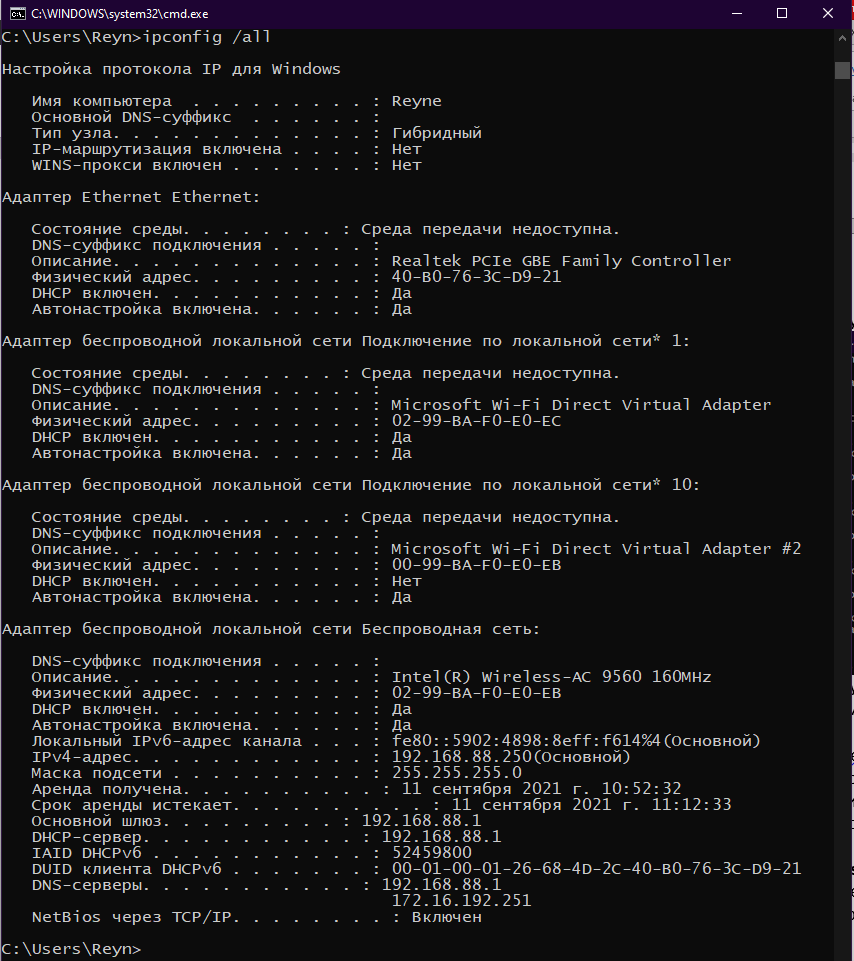 C:\WINDOWS\system32\cmd.exe
C:\Users\Reyn>ipconfig /all
Настройка протокола IP для Windows
Имя компьютера . . . . . . . . . : Reyne
Основной DNS-суффикс . . . . . . :
Тип узла. . . . . . . . . . . . . : Гибридный
IP-маршрутизация включена . . . . : Нет
WINS-прокси включен . . . . . . . : Нет
Адаптер Ethernet Ethernet:
Состояние среды. . . . . . . . : Среда передачи недоступна.
DNS-суффикс подключения . . . . . :
Описание. . . . . . . . . . . . . : Realtek PCIe GBE Family Controller
Физический адрес. . . . . . . . . : 40-B0-76-3C-D9-21
DHCP включен. . . . . . . . . . . : Да
Автонастройка включена. . . . . . : Да
Адаптер беспроводной локальной сети Подключение по локальной сети* 1:
Состояние среды. . . . . . . . : Среда передачи недоступна.
DNS-суффикс подключения . . . . . :
Описание. . . . . . . . . . . . . : Microsoft Wi-Fi Direct Virtual Adapter
Физический адрес. . . . . . . . . : 02-99-BA-F0-E0-EC
DHCP включен. . . . . . . . . . . : Да
Автонастройка включена. . . . . . : Да
Адаптер беспроводной локальной сети Подключение по локальной сети* 10:
Состояние среды. . . . . . . . : Среда передачи недоступна.
DNS-суффикс подключения . . . . . :
Описание. . . . . . . . . . . . . : Microsoft Wi-Fi Direct Virtual Adapter #2
Физический адрес. . . . . . . . . : 00-99-BA-F0-E0-EB
DHCP включен. . . . . . . . . . . : Нет
Автонастройка включена. . . . . . : Да
Адаптер беспроводной локальной сети Беспроводная сеть:
DNS-суффикс подключения . . . . . :
Описание. . . . . . . . . . . . . : Intel(R) Wireless-AC 9560 160MHz
Физический адрес. . . . . . . . . : 02-99-BA-F0-E0-EB
DHCP включен. . . . . . . . . . . : Да
Автонастройка включена. . . . . . : Да
Локальный IPv6-адрес канала . . . : fe80::5902:4898:8eff:f614%4(Основной)
IPv4-адрес. . . . . . . . . . . . : 192.168.88.250(Основной)
Маска подсети . . . . . . . . . . : 255.255.255.0
Аренда получена. . . . . . . . . . : 11 сентября 2021 г. 10:52:32
Срок аренды истекает. . . . . . . . . . : 11 сентября 2021 г. 11:12:33
Основной шлюз. . . . . . . . . : 192.168.88.1
DHCP-сервер. . . . . . . . . . . : 192.168.88.1
IAID DHCPv6 . . . . . . . . . . . : 52459800
DUID клиента DHCPv6 . . . . . . . : 00-01-00-01-26-68-4D-2C-40-B0-76-3C-D9-21
DNS-серверы. . . . . . . . . . . : 192.168.88.1
172.16.192.251
NetBios через TCP/IP. . . . . . . . : Включен
C:\Users\Reyn>